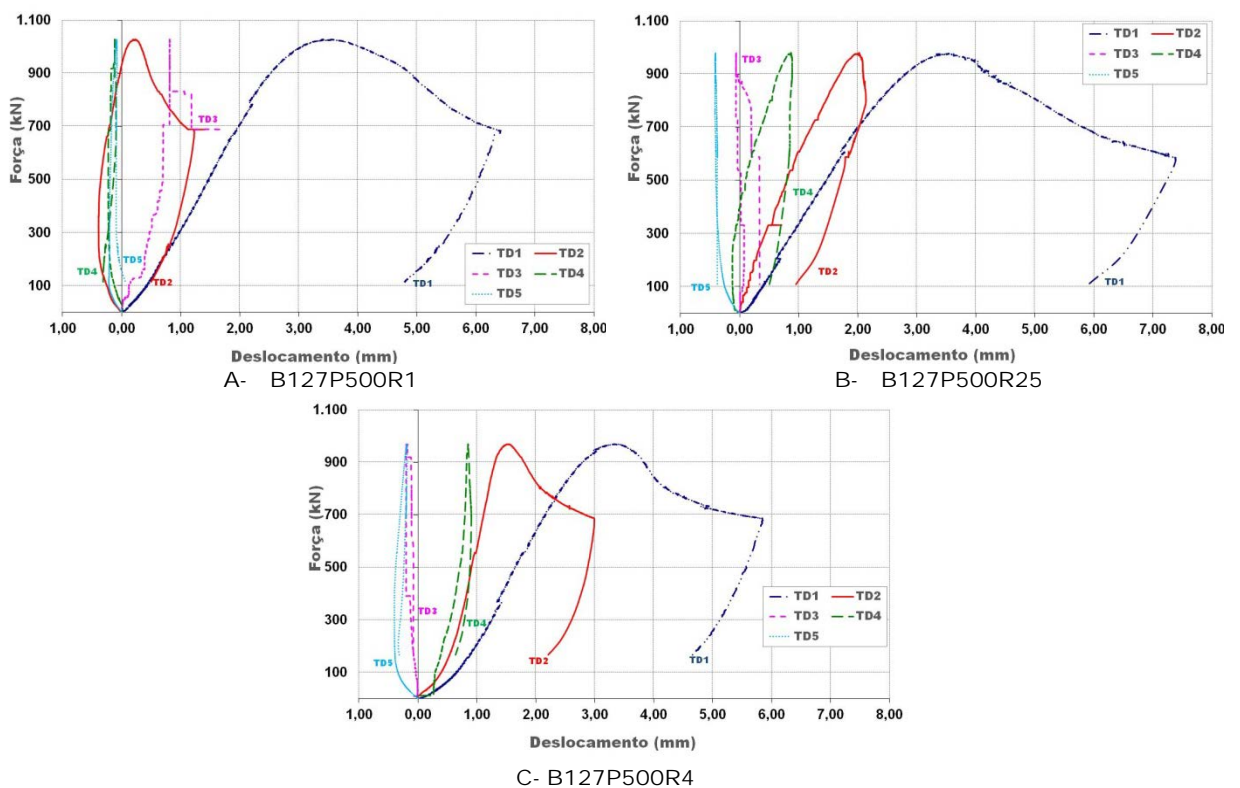 1.100
900
700
500
300
100
Força (kN)
TD3
TD5
TD4
TD2
TD1
TD1 TD2
TD3 TD4
TD5
1,00 0,00 1,00 2,00 3,00 4,00 5,00 6,00 7,00 8,00
Deslocamento (mm)
A- B127P500R1
1.100
900
700
500
300
100
Força (kN)
TD3
TD4
TD5
TD2
TD1
TD1 TD2
TD3 TD4
TD5
1,00 0,00 1,00 2,00 3,00 4,00 5,00 6,00 7,00 8,00
Deslocamento (mm)
B- B127P500R25
1.100
900
700
500
300
100
Força (kN)
TD3
TD4
TD5
TD2
TD1
TD1 TD2
TD3 TD4
TD5
1,00 0,00 1,00 2,00 3,00 4,00 5,00 6,00 7,00 8,00
Deslocamento (mm)
C- B127P500R4